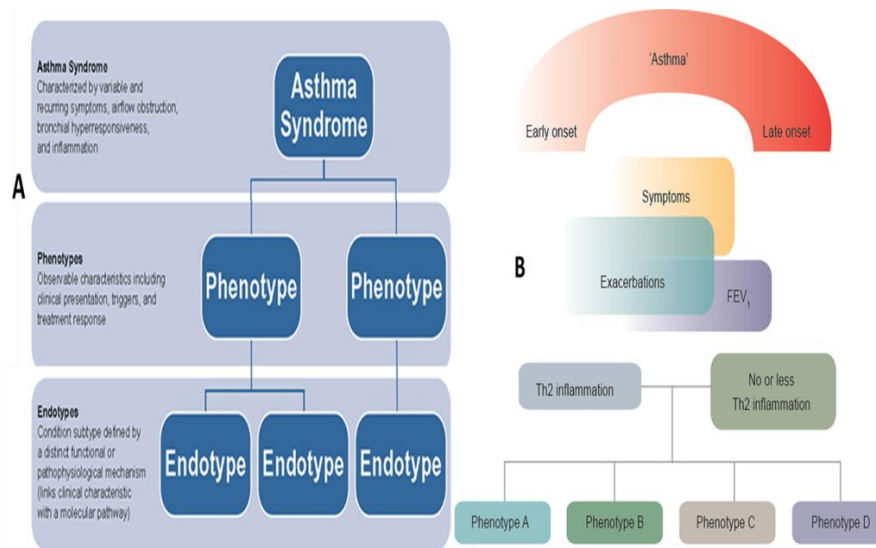 A
Asthma Syndrome
Characterized by variable and
recurring symptoms, airflow obstruction,
bronchial hyperresponsiveness,
and inflammation
Asthma
Syndrome
Phenotypes
Observable characteristics including
clinical presentation, triggers, and
treatment response
Phenotype
Phenotype
Endotypes
Condition subtype defined by
a distinct functional or
pathophysiological mechanism
(links clinical characteristic
with a molecular pathway)
Endotype
Endotype
Endotype
B
'Asthma'
Early onset
Late onset
Symptoms
Exacerbations
FEV1
Th2 inflammation
No or less
Th2 inflammation
Phenotype A
Phenotype B
Phenotype C
Phenotype D